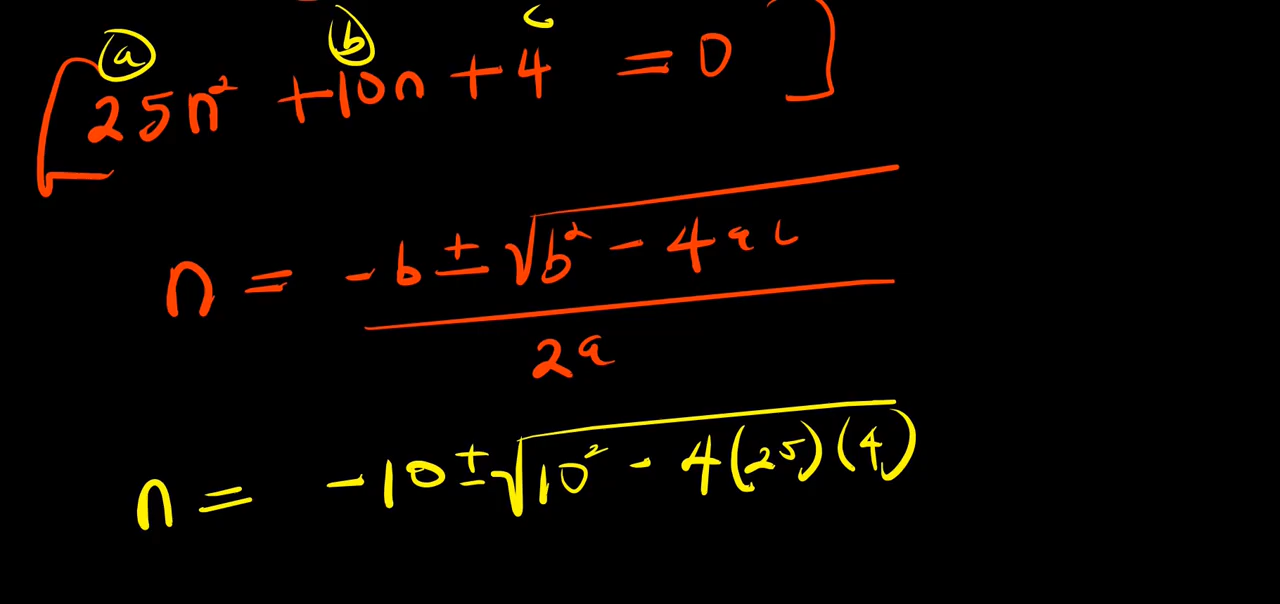 a b c
[25n² + 10n + 4 = 0]
n = -b ± √b² - 4ac
2a
n = -10 ± √10² - 4(25)(4)